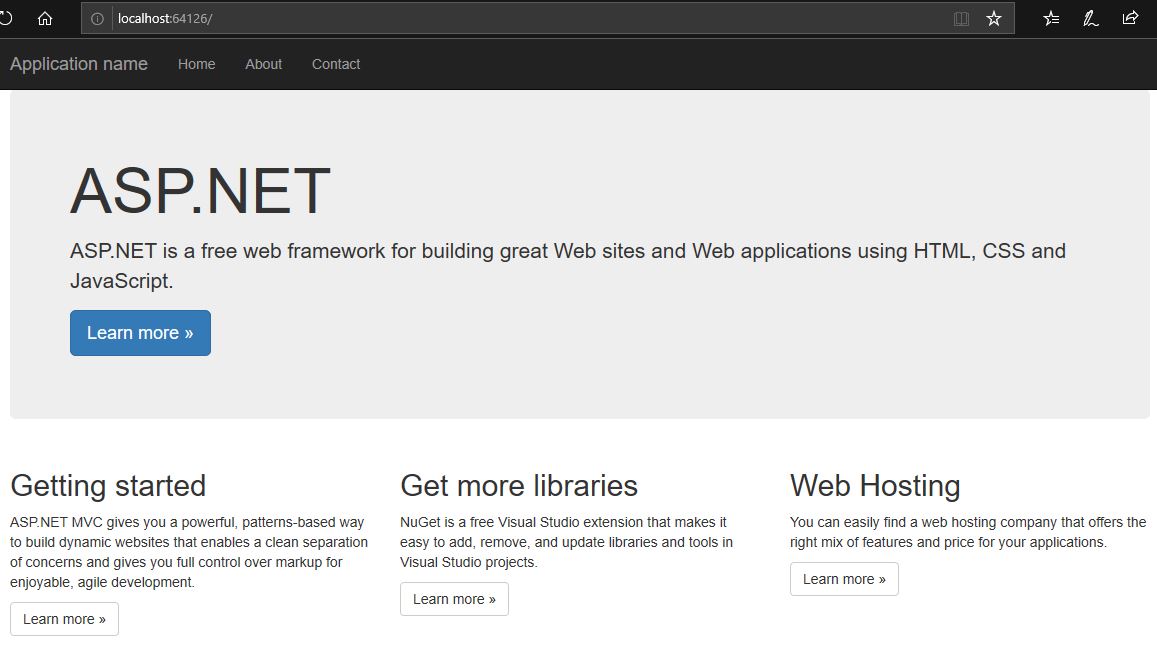 localhost:64126/
Application name Home About Contact
ASP.NET
ASP.NET is a free web framework for building great Web sites and Web applications using HTML, CSS and
JavaScript.
Learn more »
Getting started
ASP.NET MVC gives you a powerful, patterns-based way
to build dynamic websites that enables a clean separation
of concerns and gives you full control over markup for
enjoyable, agile development.
Learn more »
Get more libraries
NuGet is a free Visual Studio extension that makes it
easy to add, remove, and update libraries and tools in
Visual Studio projects.
Learn more »
Web Hosting
You can easily find a web hosting company that offers the
right mix of features and price for your applications.
Learn more »